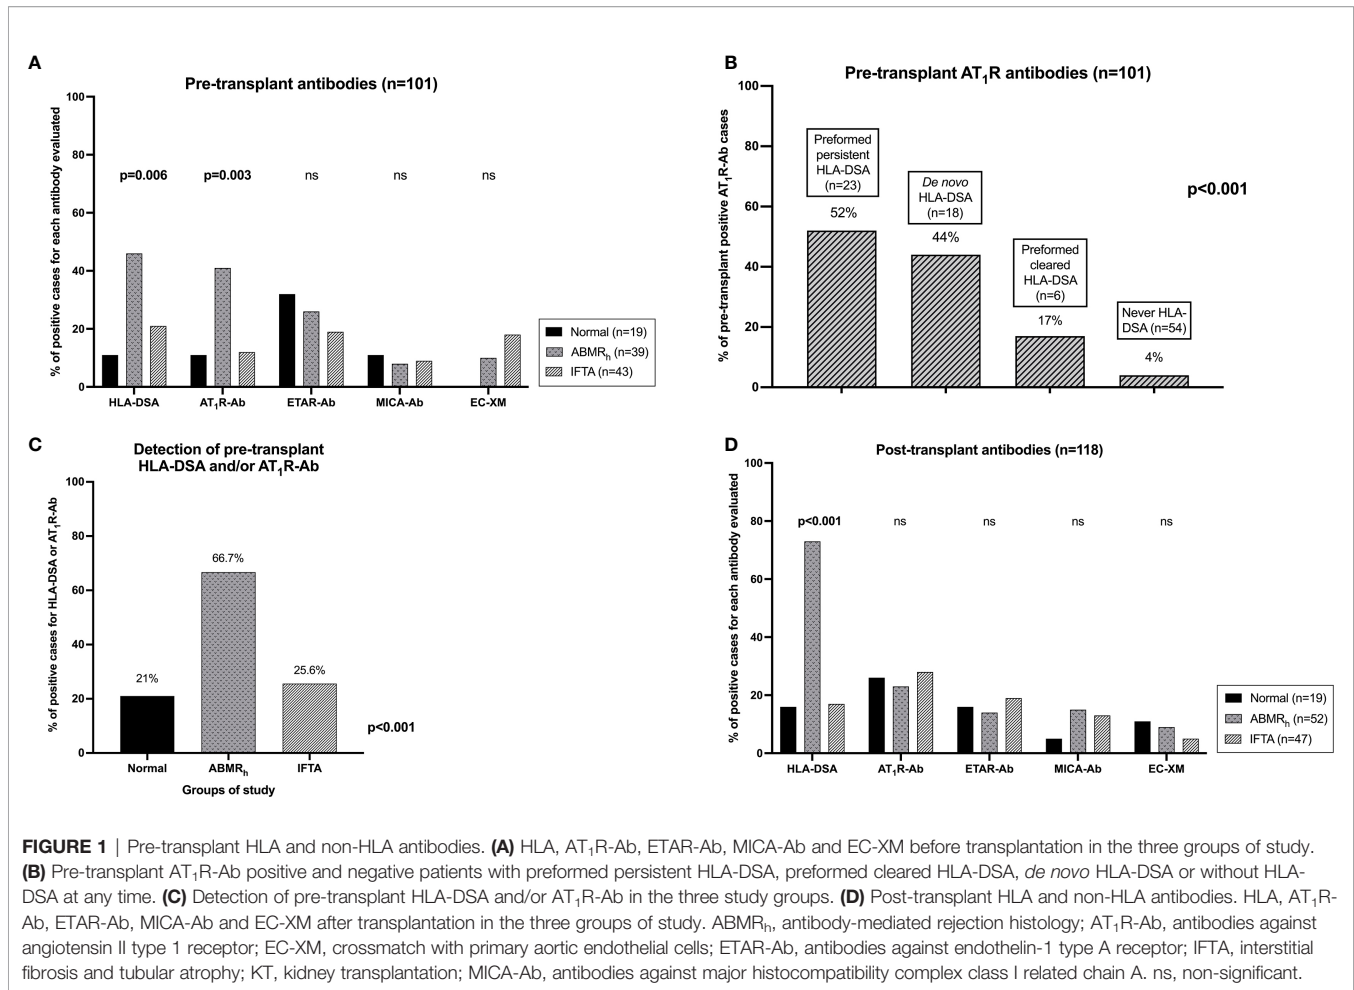 A
Pre-transplant antibodies (n=101)
% of positive cases for each antibody evaluated
100
80
60
40
20
0
p=0.006
p=0.003
ns
ns
ns
HLA-DSA
AT1R-Ab
ETAR-Ab
MICA-Ab
EC-XM
Normal (n=19)
ABMRh (n=39)
IFTA (n=43)
B
Pre-transplant AT1R antibodies (n=101)
% of pre-transplant positive AT1R-Ab cases
100
80
60
40
20
0
Preformed
persistent
HLA-DSA
(n=23)
52%
De novo
HLA-DSA
(n=18)
44%
Preformed
cleared
HLA-DSA
(n=6)
17%
Never HLA-
DSA (n=54)
4%
p<0.001
C
Detection of pre-transplant
HLA-DSA and/or AT1R-Ab
% of positive cases for HLA-DSA or AT1R-Ab
100
80
60
40
20
0
21%
66.7%
25.6%
p<0.001
Normal
ABMRh
IFTA
Groups of study
D
Post-transplant antibodies (n=118)
% of positive cases for each antibody evaluated
100
80
60
40
20
0
p<0.001
ns
ns
ns
ns
HLA-DSA
AT1R-Ab
ETAR-Ab
MICA-Ab
EC-XM
Normal (n=19)
ABMRh (n=52)
IFTA (n=47)
FIGURE 1 | Pre-transplant HLA and non-HLA antibodies. (A) HLA, AT1R-Ab, ETAR-Ab, MICA-Ab and EC-XM before transplantation in the three groups of study.
(B) Pre-transplant AT1R-Ab positive and negative patients with preformed persistent HLA-DSA, preformed cleared HLA-DSA, de novo HLA-DSA or without HLA-
DSA at any time. (C) Detection of pre-transplant HLA-DSA and/or AT1R-Ab in the three study groups. (D) Post-transplant HLA and non-HLA antibodies. HLA, AT1R-
Ab, ETAR-Ab, MICA-Ab and EC-XM after transplantation in the three groups of study. ABMRh, antibody-mediated rejection histology; AT1R-Ab, antibodies against
angiotensin II type 1 receptor; EC-XM, crossmatch with primary aortic endothelial cells; ETAR-Ab, antibodies against endothelin-1 type A receptor; IFTA, interstitial
fibrosis and tubular atrophy; KT, kidney transplantation; MICA-Ab, antibodies against major histocompatibility complex class I related chain A. ns, non-significant.